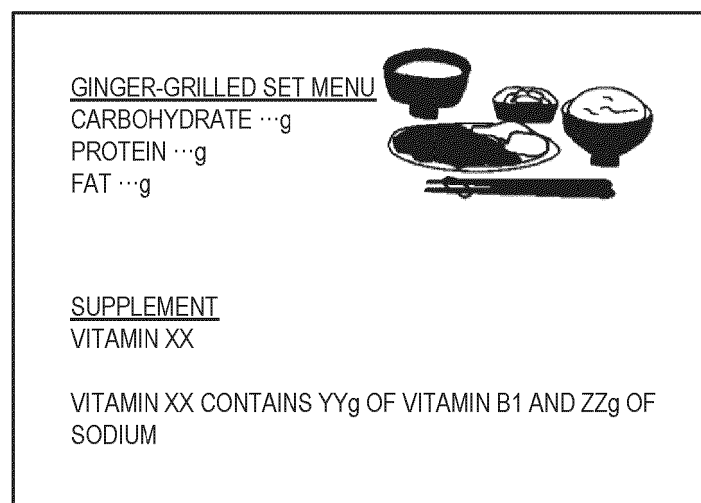 GINGER-GRILLED SET MENU
CARBOHYDRATE ···g
PROTEIN ···g
FAT ···g
SUPPLEMENT
VITAMIN XX
VITAMIN XX CONTAINS YYg OF VITAMIN B1 AND ZZg OF
SODIUM